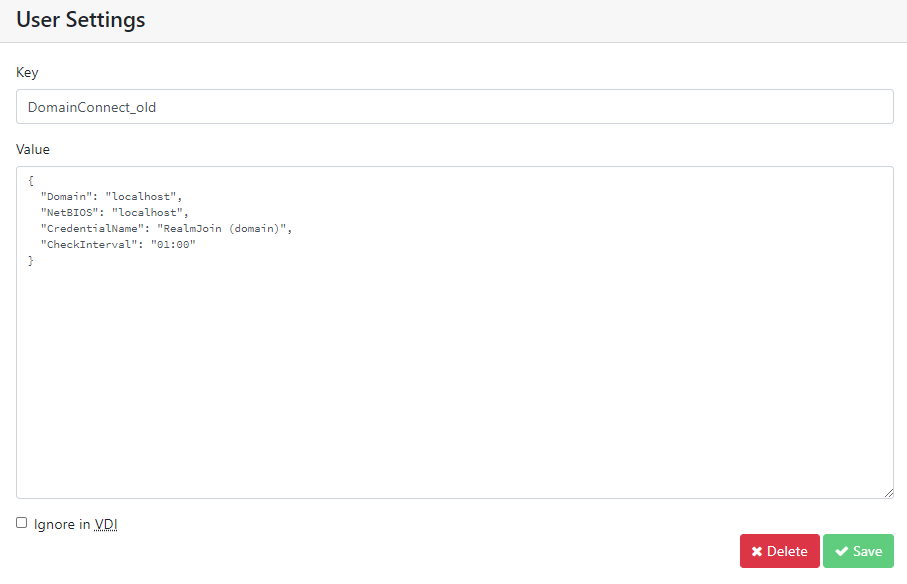 User Settings
Key
DomainConnect_old
Value
{
  "Domain": "localhost",
  "NetBIOS": "localhost",
  "CredentialName": "RealmJoin (domain)",
  "CheckInterval": "01:00"
}
Ignore in VDI
Delete Save